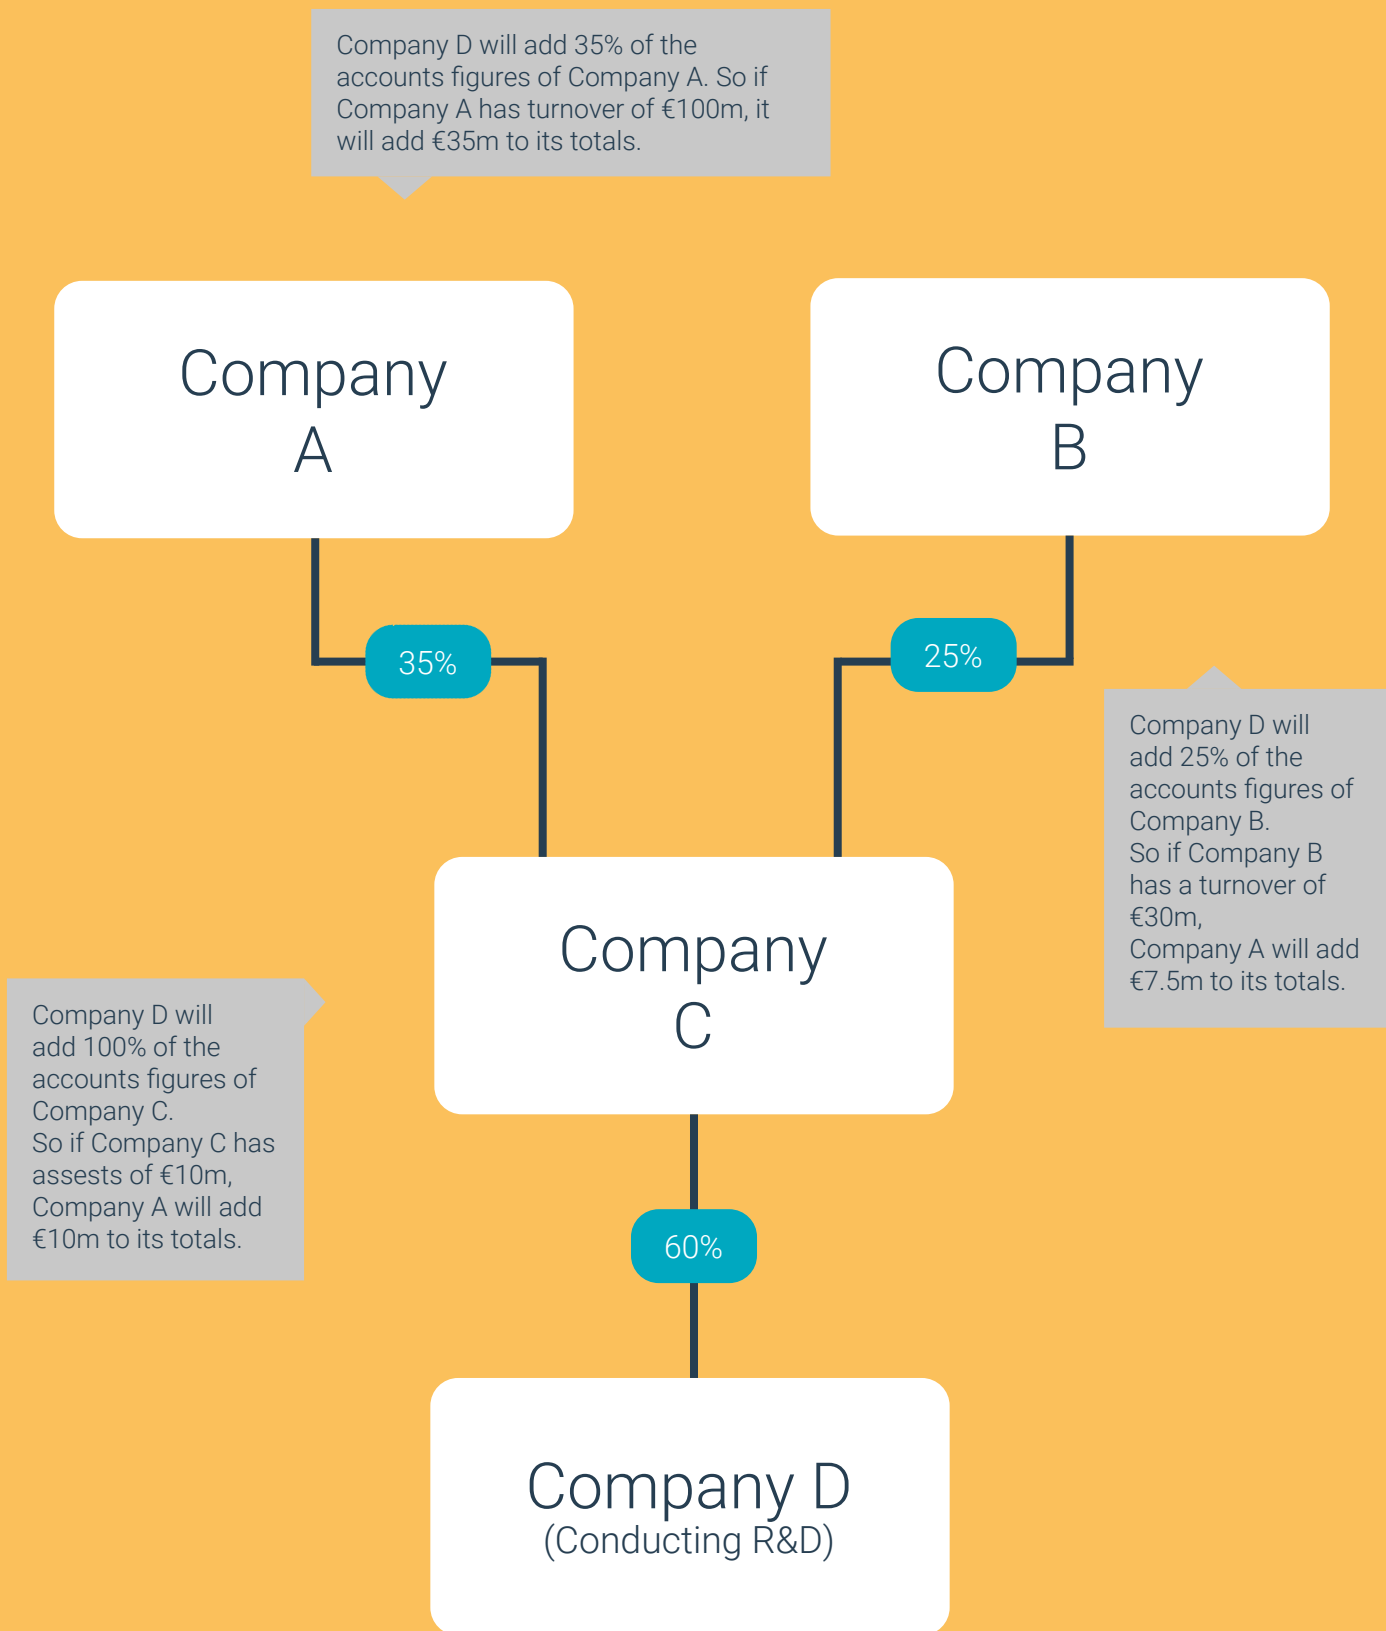 Company D will add 35% of the
accounts figures of Company A. So if
Company A has turnover of €100m, it
will add €35m to its totals.
Company
A
Company
B
35%
25%
Company D will
add 25% of the
accounts figures of
Company B.
So if Company B
has a turnover of
€30m,
Company A will add
€7.5m to its totals.
Company
C
Company D will
add 100% of the
accounts figures of
Company C.
So if Company C has
assests of €10m,
Company A will add
€10m to its totals.
60%
Company D
(Conducting R&D)